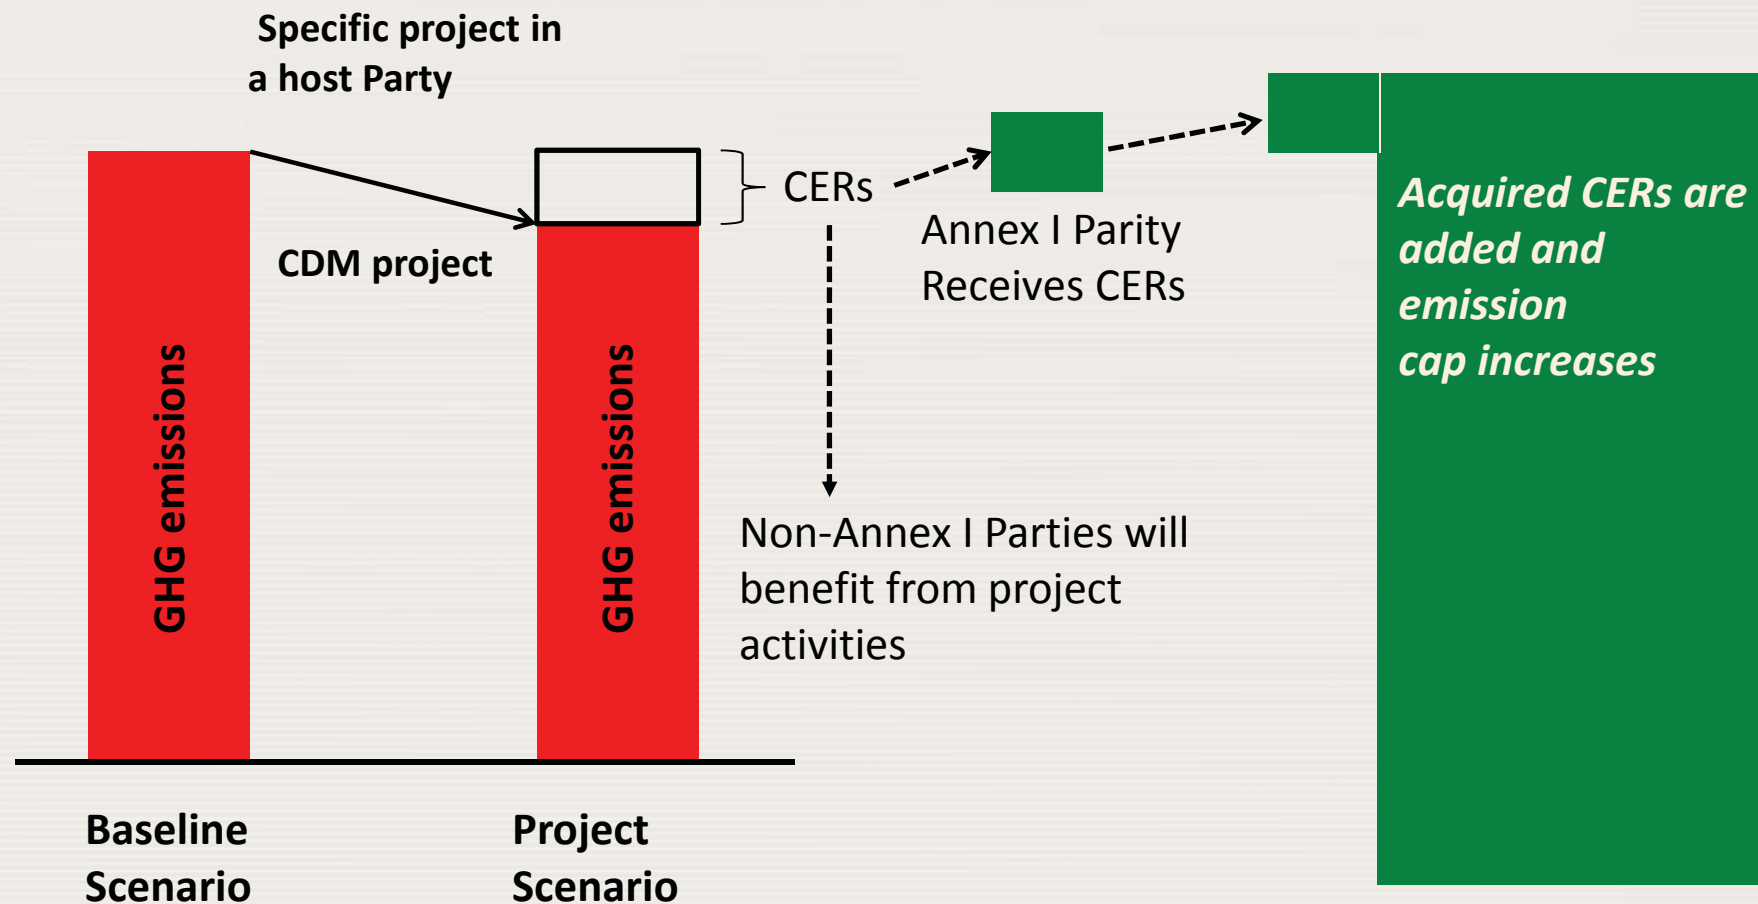 Specific project in
a host Party
CDM project
GHG emissions
GHG emissions
CERs
Annex I Parity
Receives CERs
Non-Annex I Parties will
benefit from project
activities
Acquired CERs are
added and
emission
cap increases
Baseline
Scenario
Project
Scenario